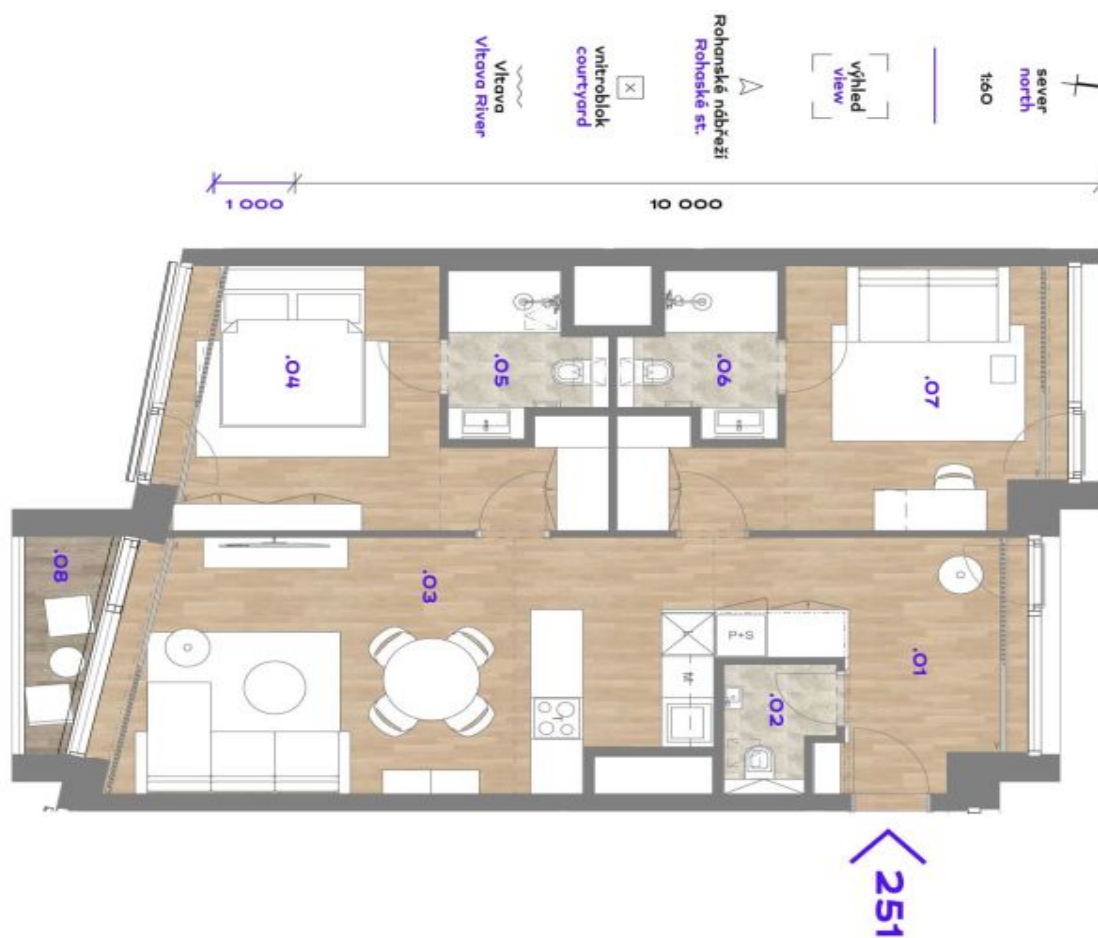 sever
north
1:60
výhled
view
Rohanské nábřeží
Rohaské st.
vnitroblok
courtyard
x
Vltava
Vltava River
1 000
10 000
.04
.05
.06
.07
.08
.03
P+S
.02
.01
251